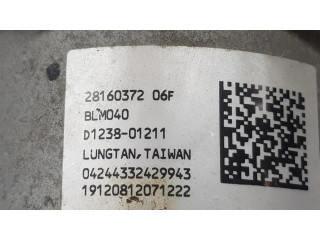 28160372 06F
BLM040
D1238-01211
LUNGTAN, TAIWAN
04244332429943
19120812071222